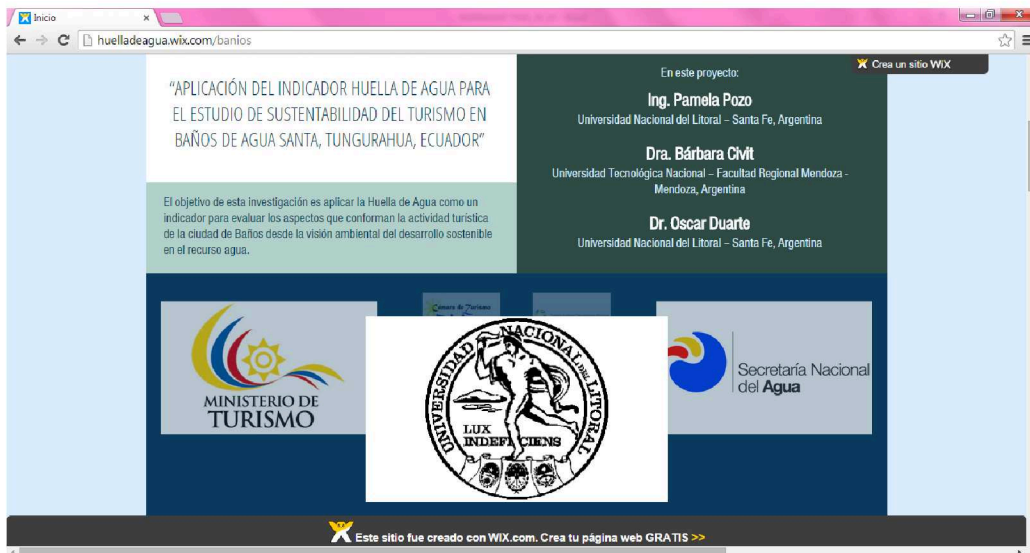 Inicio
huelladeagua.wix.com/banios
Crea un sitio WiX
“APLICACIÓN DEL INDICADOR HUELLA DE AGUA PARA
EL ESTUDIO DE SUSTENTABILIDAD DEL TURISMO EN
BAÑOS DE AGUA SANTA, TUNGURAHUA, ECUADOR”
El objetivo de esta investigación es aplicar la Huella de Agua como un
indicador para evaluar los aspectos que conforman la actividad turística
de la ciudad de Baños desde la visión ambiental del desarrollo sostenible
en el recurso agua.
En este proyecto:
Ing. Pamela Pozo
Universidad Nacional del Litoral – Santa Fe, Argentina
Dra. Bárbara Civit
Universidad Tecnológica Nacional – Facultad Regional Mendoza -
Mendoza, Argentina
Dr. Oscar Duarte
Universidad Nacional del Litoral – Santa Fe, Argentina
MINISTERIO DE
TURISMO
Cámara de Turismo
UNIVERSIDAD NACIONAL DEL LITORAL
LUX
INDEFICIENS
Secretaría Nacional
del Agua
Este sitio fue creado con WIX.com. Crea tu página web GRATIS >>